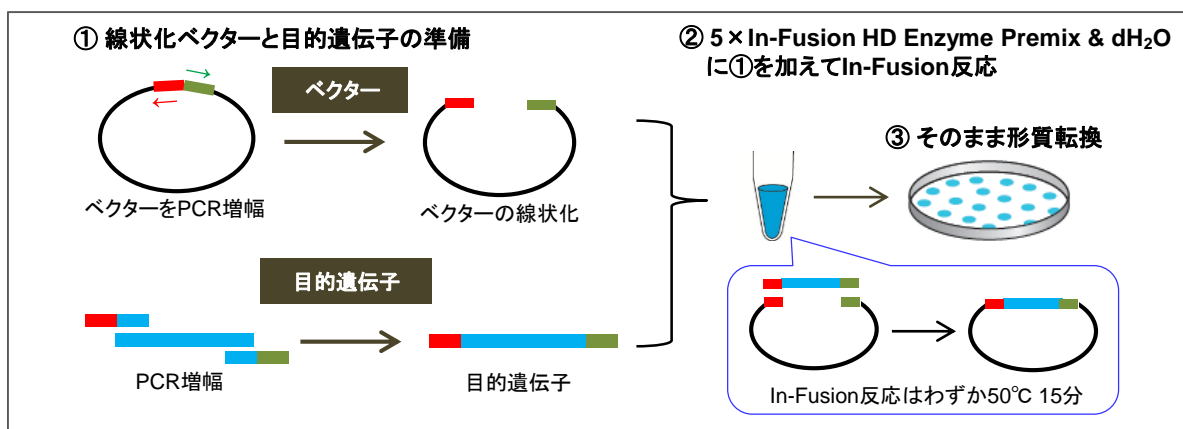 ① 線状化ベクターと目的遺伝子の準備
ベクター
ベクターをPCR増幅
ベクターの線状化
目的遺伝子
PCR増幅
目的遺伝子
② 5×In-Fusion HD Enzyme Premix & dH₂O
に①を加えてIn-Fusion反応
③ そのまま形質転換
In-Fusion反応はわずか50℃ 15分